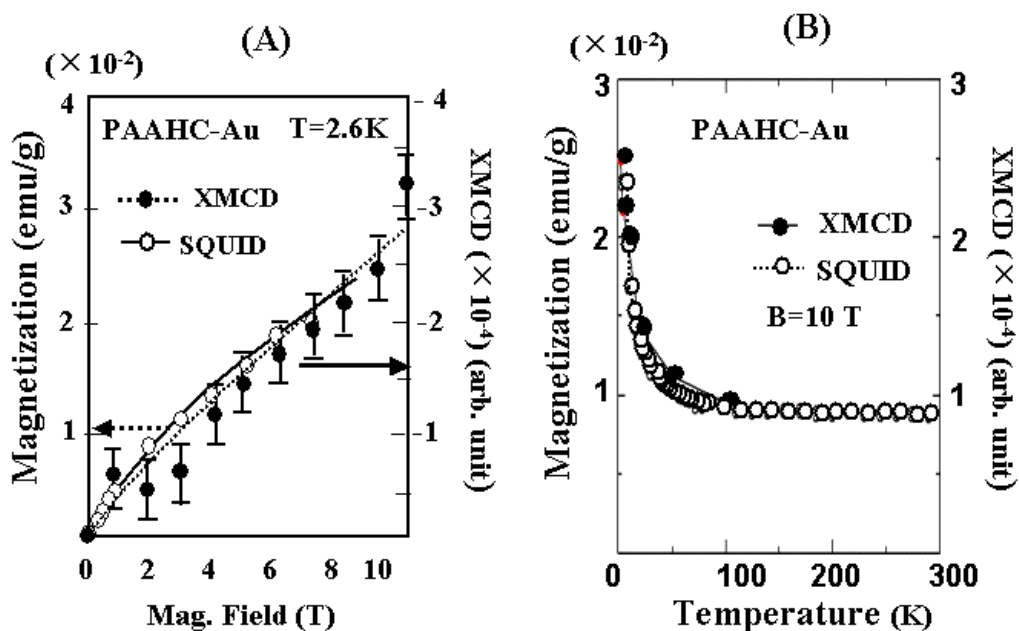 (A)
(× 10⁻²)
PAAHC-Au T=2.6K
XMCD
SQUID
Magnetization (emu/g)
4
3
2
1
- 4
-3
-2
-1
XMCD (× 10⁻⁴) (arb. unit)
0 2 4 6 8 10
Mag. Field (T)
(B)
(× 10⁻²)
PAAHC-Au
XMCD
SQUID
B=10 T
Magnetization (emu/g)
3
2
1
3
2
1
XMCD (× 10⁻⁴) (arb. unit)
0 100 200 300
Temperature (K)